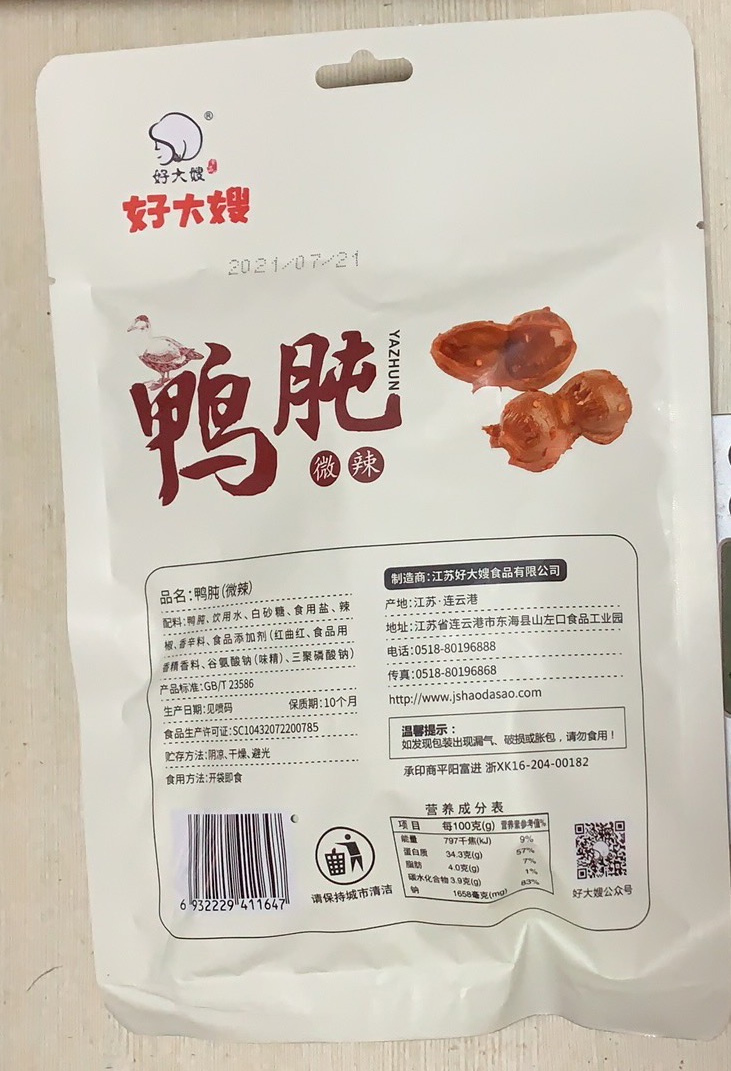 ®
好大嫂
好大嫂
2021/07/21
鸭肫
YAZHUN
微辣
品名:鸭肫(微辣)
配料:鸭肫、饮用水、白砂糖、食用盐、辣
椒、香辛料、食品添加剂(红曲红、食品用
香精香料、谷氨酸钠(味精)、三聚磷酸钠)
产品标准:GB/T 23586
生产日期:见喷码 保质期:10个月
食品生产许可证:SC10432072200785
贮存方法:阴凉、干燥、避光
食用方法:开袋即食
制造商:江苏好大嫂食品有限公司
产地:江苏·连云港
地址:江苏省连云港市东海县山左口食品工业园
电话:0518-80196888
传真:0518-80196868
http://www.jshaodasao.com
温馨提示:
如发现包装出现漏气、破损或胀包,请勿食用!
承印商平阳富进 浙XK16-204-00182
营养成分表
项目 每100克(g) 营养素参考值%
能量 797千焦(kJ) 9%
蛋白质 34.3克(g) 57%
脂肪 4.0克(g) 7%
碳水化合物 3.9克(g) 1%
钠 1658毫克(mg) 83%
6 932229 411647
请保持城市清洁
好大嫂公众号